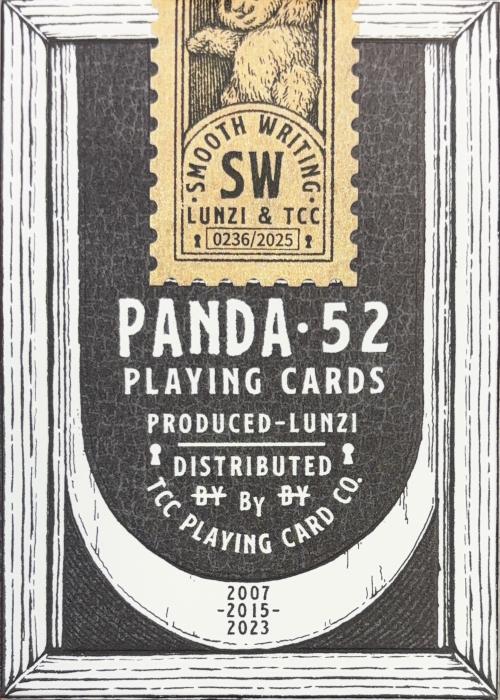 ·SMOOTH WRITING·
SW
LUNZI & TCC
0236/2025
PANDA·52
PLAYING CARDS
PRODUCED-LUNZI
DISTRIBUTED
BY By BY
TCC PLAYING CARD CO.
2007
-2015-
2023